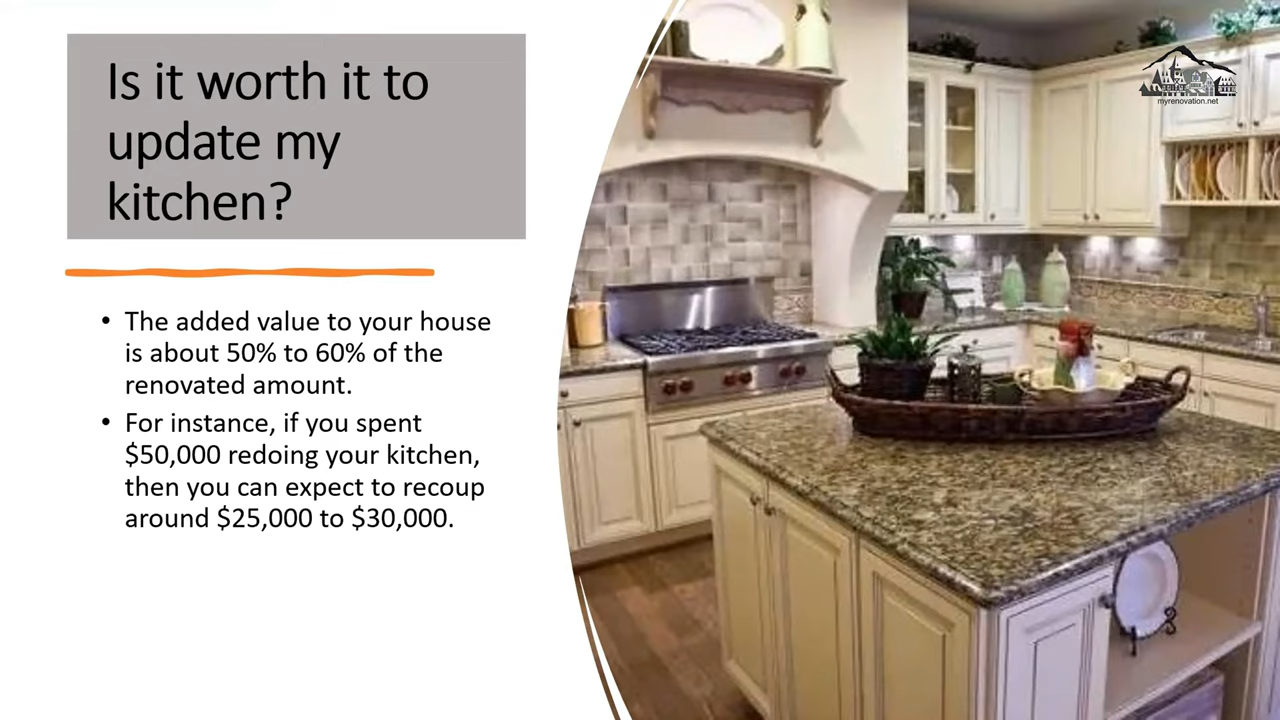 Is it worth it to
update my
kitchen?
myrenovation.net
• The added value to your house
is about 50% to 60% of the
renovated amount.
• For instance, if you spent
$50,000 redoing your kitchen,
then you can expect to recoup
around $25,000 to $30,000.